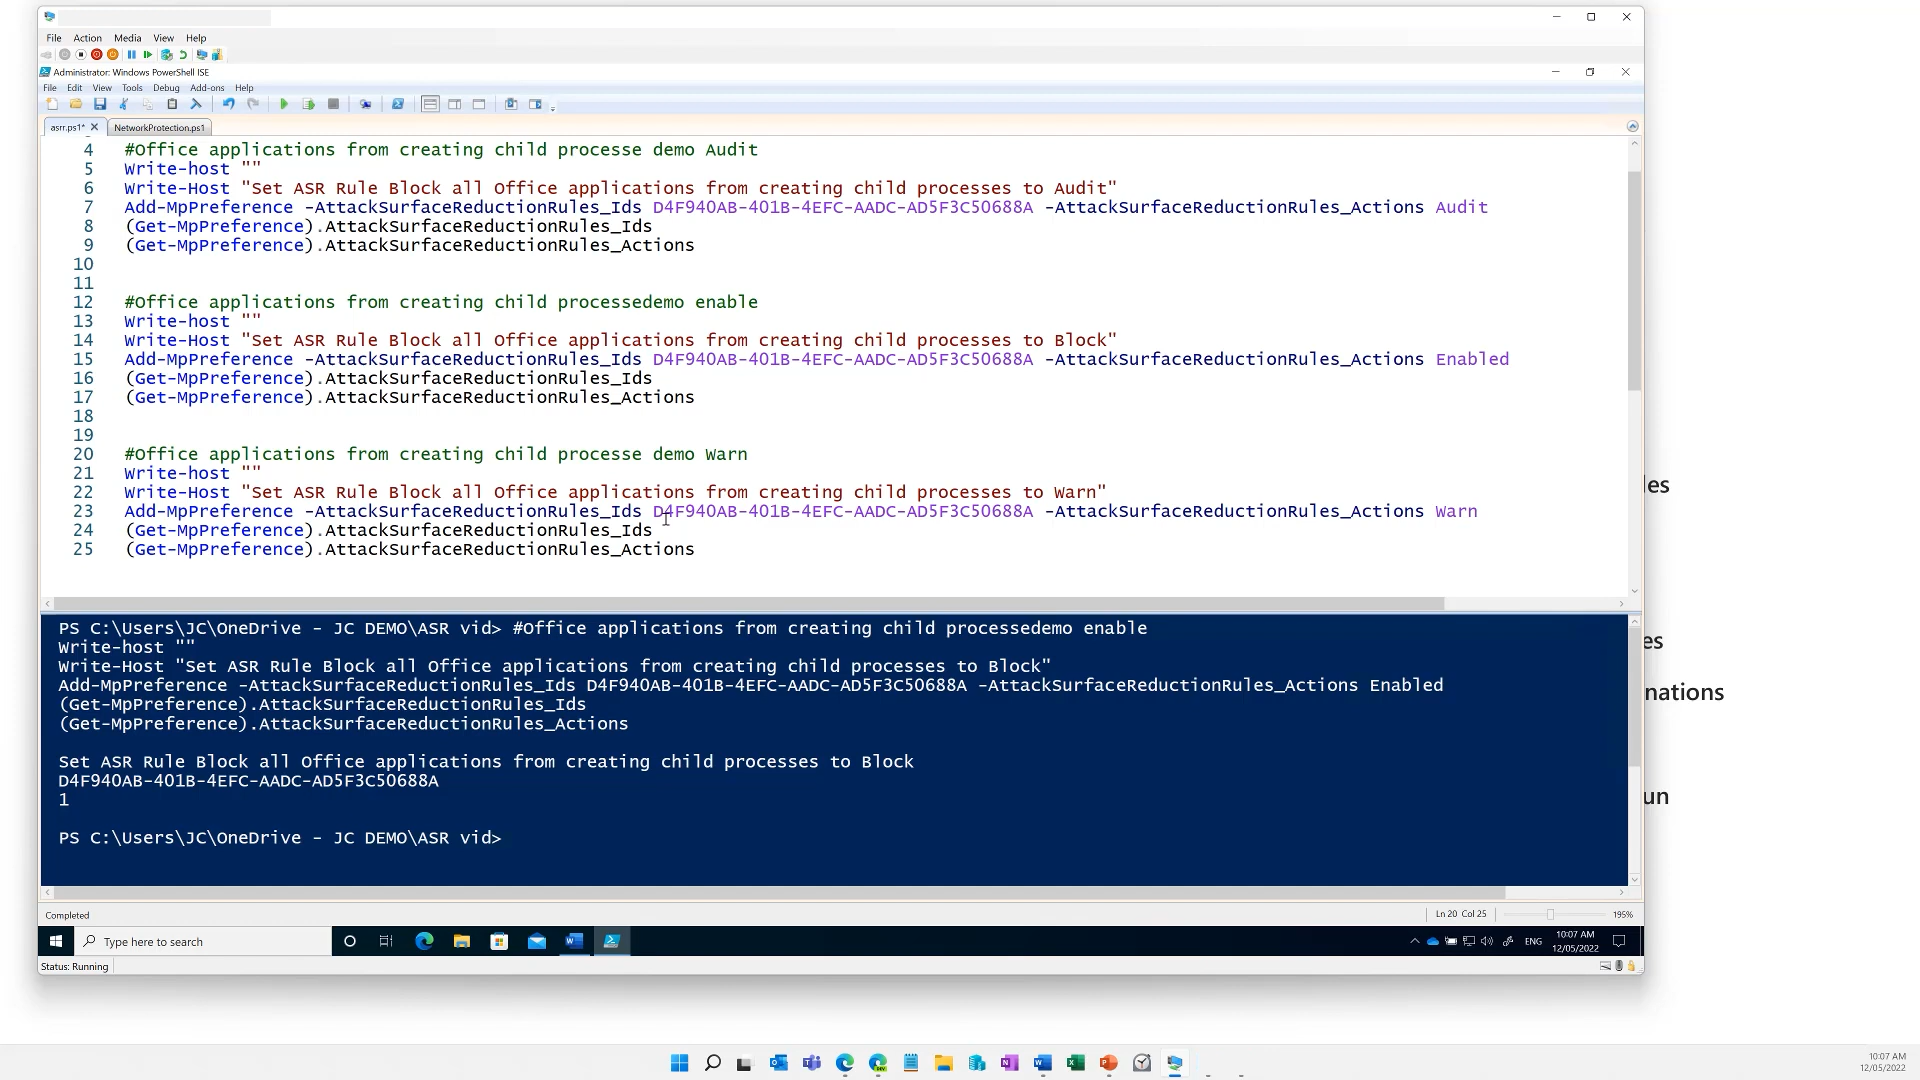 File Action Media View Help
Administrator: Windows PowerShell ISE
File Edit View Tools Debug Add-ons Help
asrr.ps1* NetworkProtection.ps1
4 #Office applications from creating child processe demo Audit
5 Write-host ""
6 Write-Host "Set ASR Rule Block all Office applications from creating child processes to Audit"
7 Add-MpPreference -AttackSurfaceReductionRules_Ids D4F940AB-401B-4EFC-AADC-AD5F3C50688A -AttackSurfaceReductionRules_Actions Audit
8 (Get-MpPreference).AttackSurfaceReductionRules_Ids
9 (Get-MpPreference).AttackSurfaceReductionRules_Actions
10
11
12 #Office applications from creating child processedemo enable
13 Write-host ""
14 Write-Host "Set ASR Rule Block all Office applications from creating child processes to Block"
15 Add-MpPreference -AttackSurfaceReductionRules_Ids D4F940AB-401B-4EFC-AADC-AD5F3C50688A -AttackSurfaceReductionRules_Actions Enabled
16 (Get-MpPreference).AttackSurfaceReductionRules_Ids
17 (Get-MpPreference).AttackSurfaceReductionRules_Actions
18
19
20 #Office applications from creating child processe demo Warn
21 Write-host ""
22 Write-Host "Set ASR Rule Block all Office applications from creating child processes to Warn"
23 Add-MpPreference -AttackSurfaceReductionRules_Ids D4F940AB-401B-4EFC-AADC-AD5F3C50688A -AttackSurfaceReductionRules_Actions Warn
24 (Get-MpPreference).AttackSurfaceReductionRules_Ids
25 (Get-MpPreference).AttackSurfaceReductionRules_Actions
PS C:\Users\JC\OneDrive - JC DEMO\ASR vid> #Office applications from creating child processedemo enable
Write-host ""
Write-Host "Set ASR Rule Block all Office applications from creating child processes to Block"
Add-MpPreference -AttackSurfaceReductionRules_Ids D4F940AB-401B-4EFC-AADC-AD5F3C50688A -AttackSurfaceReductionRules_Actions Enabled
(Get-MpPreference).AttackSurfaceReductionRules_Ids
(Get-MpPreference).AttackSurfaceReductionRules_Actions
Set ASR Rule Block all Office applications from creating child processes to Block
D4F940AB-401B-4EFC-AADC-AD5F3C50688A
1
PS C:\Users\JC\OneDrive - JC DEMO\ASR vid>
Completed Ln 20 Col 25 195%
Type here to search ENG 10:07 AM
12/05/2022
Status: Running
les
es
nations
un
10:07 AM
12/05/2022